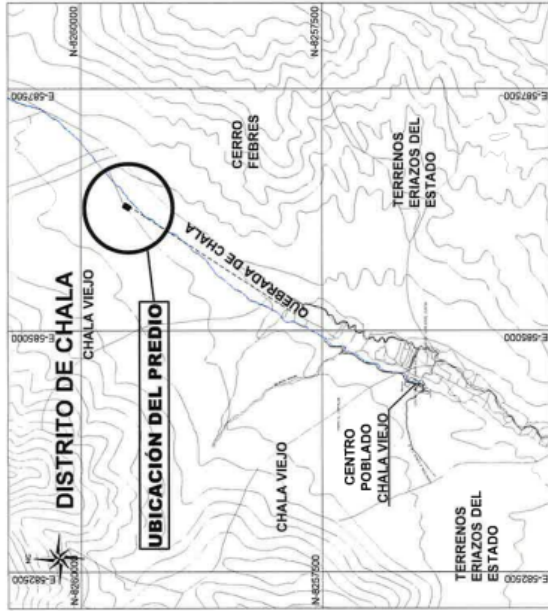 E-582500
E-585000
E-587500
N-8260000
N-8260000
DISTRITO DE CHALA
CHALA VIEJO
UBICACIÓN DEL PREDIO
CERRO
FEBRES
QUEBRADA DE CHALA
CHALA VIEJO
N-8257500
N-8257500
CENTRO
POBLADO
CHALA VIEJO
TERRENOS
ERIAZOS DEL
ESTADO
TERRENOS
ERIAZOS DEL
ESTADO
E-582500
E-585000
E-587500